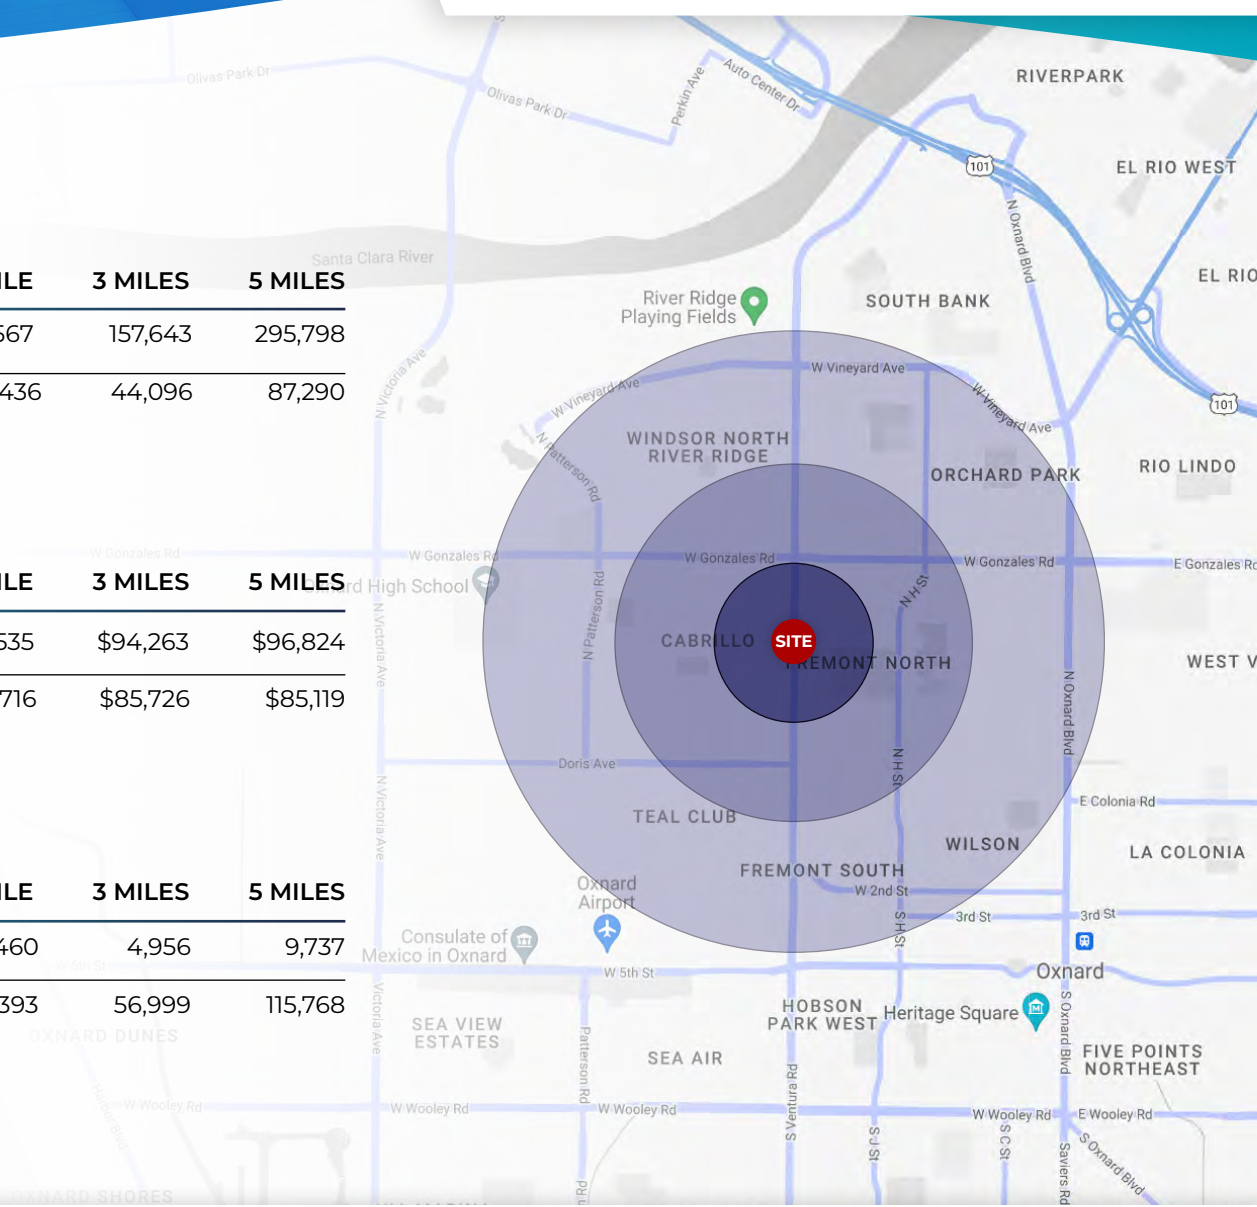 ILE 3 MILES 5 MILES
567 157,643 295,798
436 44,096 87,290
ILE 3 MILES 5 MILES
535 $94,263 $96,824
716 $85,726 $85,119
ILE 3 MILES 5 MILES
460 4,956 9,737
393 56,999 115,768
Olivas Park Dr
Olivas Park Dr
Perkin Ave
Auto Center Dr
RIVERPARK
101
EL RIO WEST
N Oxnard Blvd
Santa Clara River
EL RIO
River Ridge
Playing Fields
SOUTH BANK
N Victoria Ave
W Vineyard Ave
W Vineyard Ave
W Vineyard Ave
101
WINDSOR NORTH
RIVER RIDGE
N Patterson Rd
ORCHARD PARK
RIO LINDO
W Gonzales Rd
W Gonzales Rd
W Gonzales Rd
W Gonzales Rd
E Gonzales Rd
Oxnard High School
N H St
N Patterson Rd
N Victoria Ave
CABRILLO
SITE
FREMONT NORTH
WEST V
N Oxnard Blvd
Doris Ave
N H St
N Victoria Ave
TEAL CLUB
E Colonia Rd
WILSON
LA COLONIA
FREMONT SOUTH
W 2nd St
Oxnard
Airport
S H St
3rd St
3rd St
Consulate of
Mexico in Oxnard
W 5th St
W 5th St
Oxnard
Victoria Ave
OXNARD DUNES
SEA VIEW
ESTATES
HOBSON
PARK WEST
Heritage Square
S Oxnard Blvd
SEA AIR
Patterson Rd
FIVE POINTS
NORTHEAST
S Ventura Rd
Harbor Blvd
W Wooley Rd
W Wooley Rd
W Wooley Rd
W Wooley Rd
E Wooley Rd
S J St
S C St
Saviers Rd
S Oxnard Blvd
OXNARD SHORES